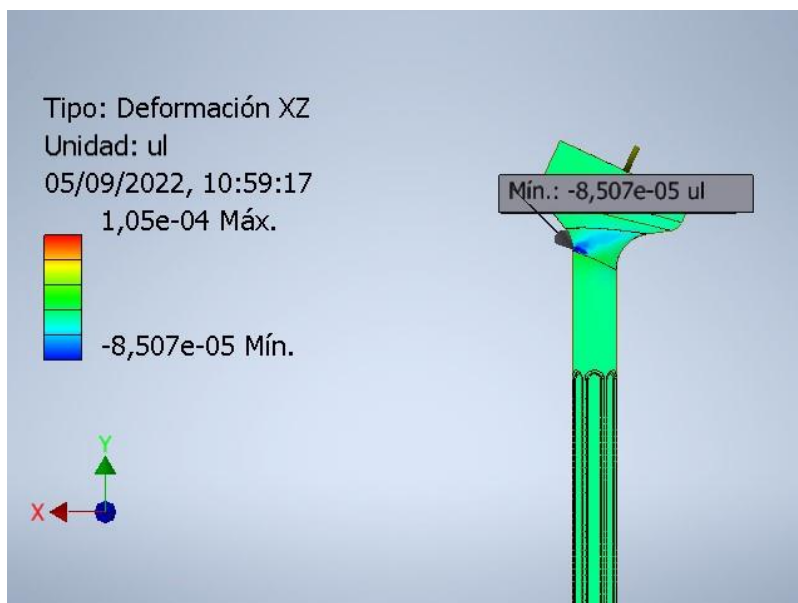 Tipo: Deformación XZ
Unidad: ul
05/09/2022, 10:59:17
1,05e-04 Máx.
Mín.: -8,507e-05 ul
-8,507e-05 Mín.
Y
X